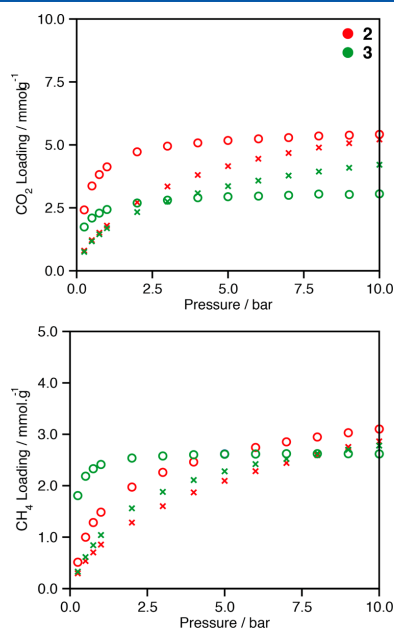 10.0
2
3
7.5
5.0
2.5
0.0
CO2 Loading / mmolg-1
0.0 2.5 5.0 7.5 10.0
Pressure / bar
5.0
4.0
3.0
2.0
1.0
0.0
CH4 Loading / mmol.g-1
0.0 2.5 5.0 7.5 10.0
Pressure / bar